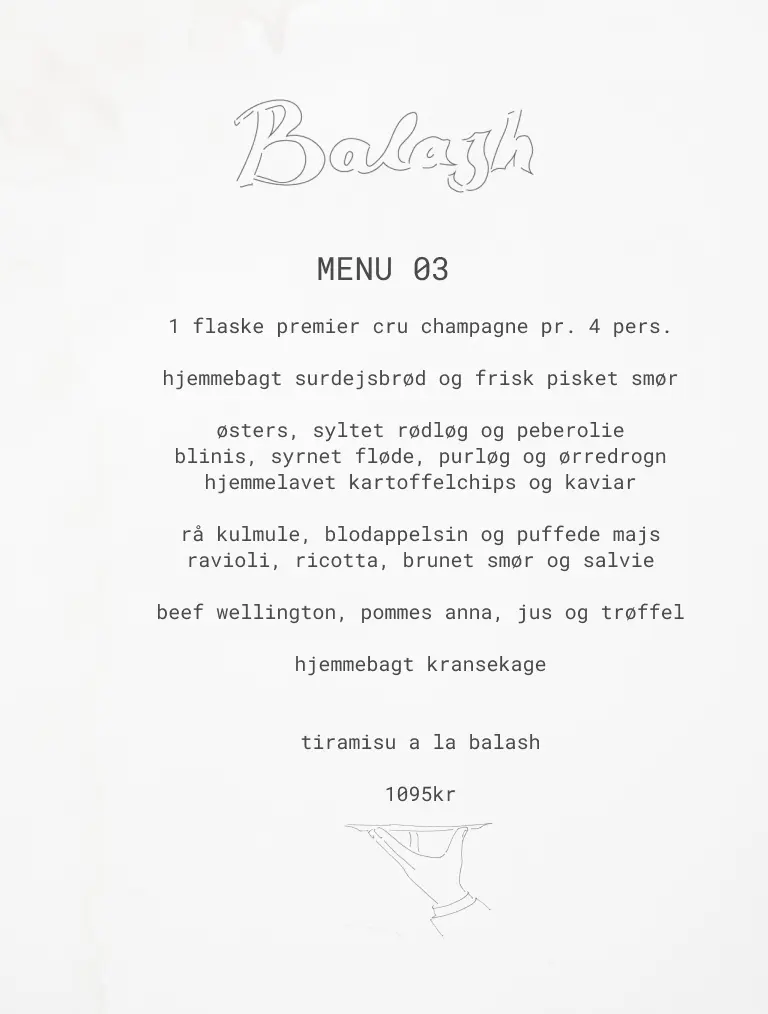 Balash
MENU 03
1 flaske premier cru champagne pr. 4 pers.
hjemmebagt surdejsbrød og frisk pisket smør
østers, syltet rødløg og peberolie
blinis, syrnet fløde, purløg og ørredrogn
hjemmelavet kartoffelchips og kaviar
rå kulmule, blodappelsin og puffede majs
ravioli, ricotta, brunet smør og salvie
beef wellington, pommes anna, jus og trøffel
hjemmebagt kransekage
tiramisu a la balash
1095kr